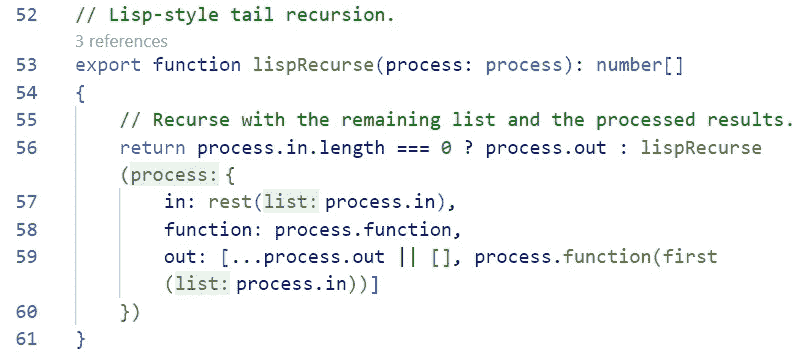 52 // Lisp-style tail recursion.
3 references
53 export function lispRecurse(process: process): number[]
54 {
55 // Recurse with the remaining list and the processed results.
56 return process.in.length === 0 ? process.out : lispRecurse
(process: {
57 in: rest(list: process.in),
58 function: process.function,
59 out: [...process.out || [], process.function(first
(list: process.in))]
60 })
61 }